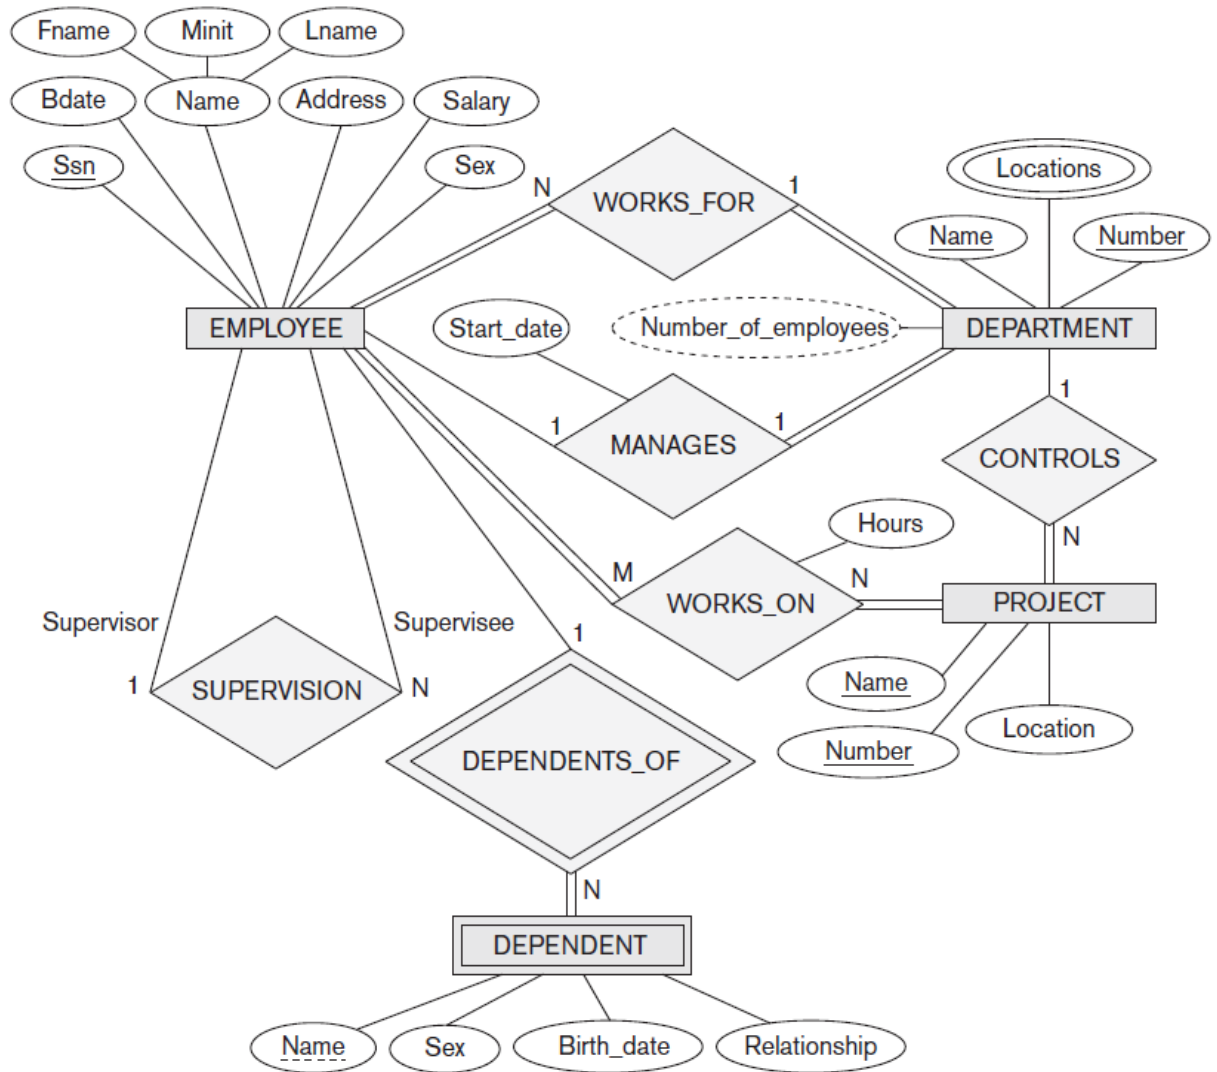 Fname
Minit
Lname
Bdate
Name
Address
Salary
Ssn
Sex
N
WORKS_FOR
1
Locations
Name
Number
EMPLOYEE
Start_date
Number_of_employees
DEPARTMENT
1
MANAGES
1
1
CONTROLS
N
Hours
M
WORKS_ON
N
PROJECT
Supervisor
Supervisee
1
1
SUPERVISION
N
Name
Number
Location
DEPENDENTS_OF
N
DEPENDENT
Name
Sex
Birth_date
Relationship